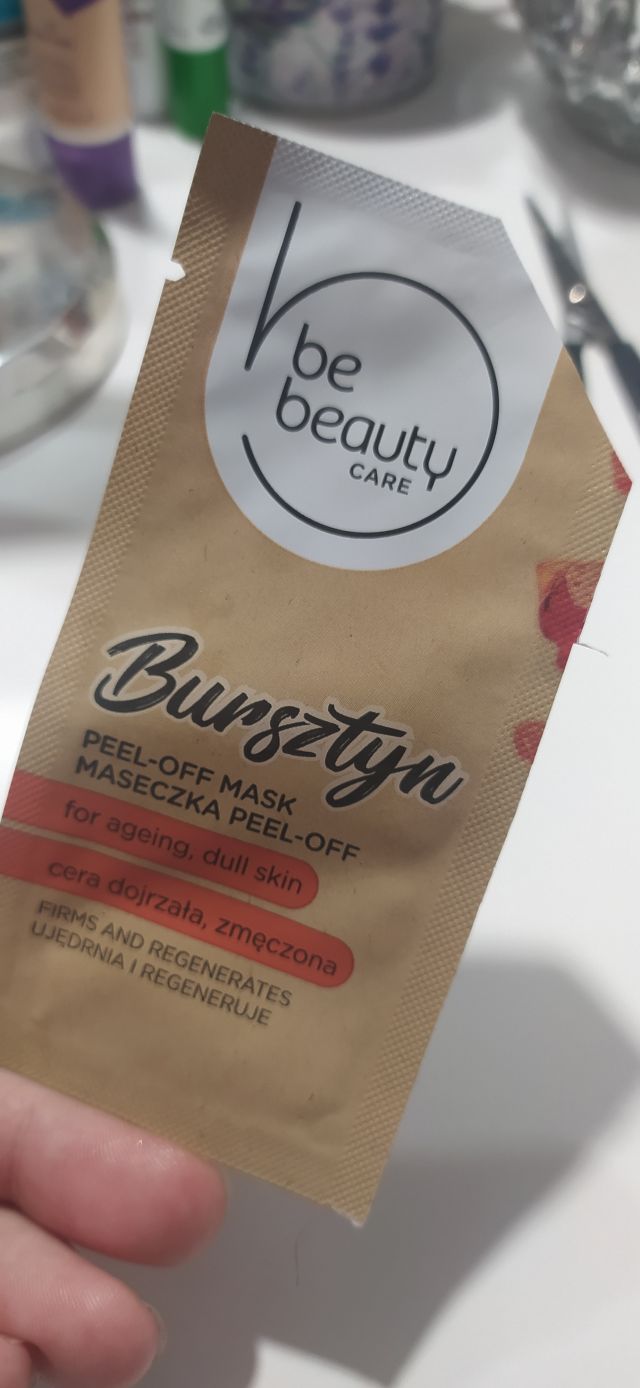 be
beauty
CARE
Bursztyn
PEEL-OFF MASK
MASECZKA PEEL-OFF
for ageing, dull skin
cera dojrzała, zmęczona
FIRMS AND REGENERATES
UJĘDRNIA I REGENERUJE